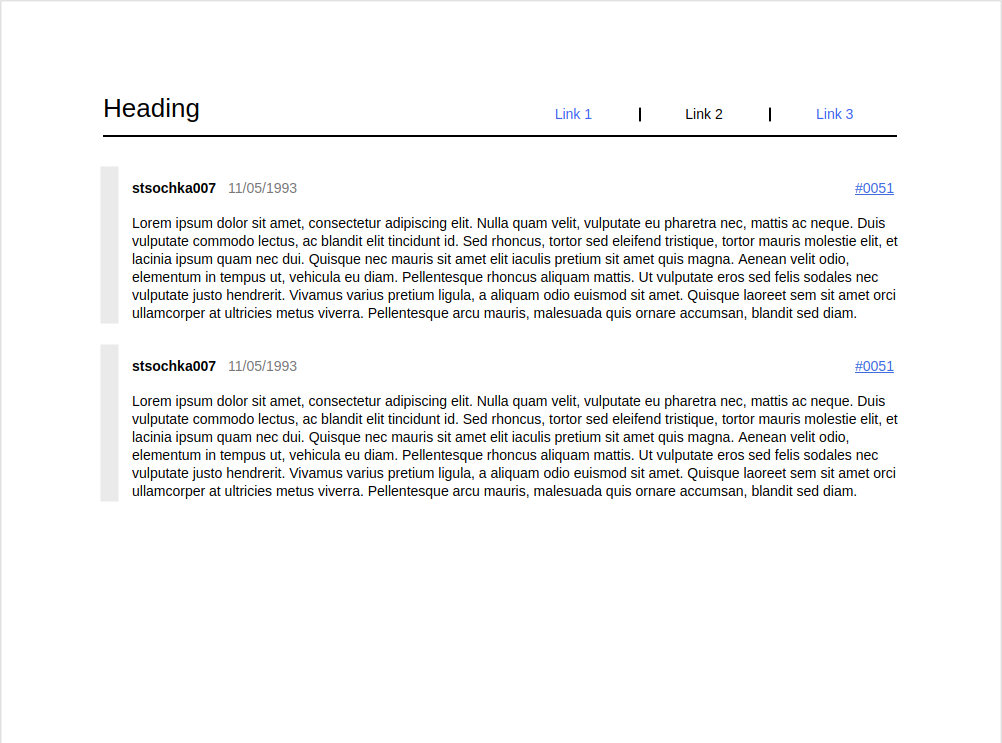 Heading
Link 1 | Link 2 | Link 3
stsochka007 11/05/1993 #0051
Lorem ipsum dolor sit amet, consectetur adipiscing elit. Nulla quam velit, vulputate eu pharetra nec, mattis ac neque. Duis
vulputate commodo lectus, ac blandit elit tincidunt id. Sed rhoncus, tortor sed eleifend tristique, tortor mauris molestie elit, et
lacinia ipsum quam nec dui. Quisque nec mauris sit amet elit iaculis pretium sit amet quis magna. Aenean velit odio,
elementum in tempus ut, vehicula eu diam. Pellentesque rhoncus aliquam mattis. Ut vulputate eros sed felis sodales nec
vulputate justo hendrerit. Vivamus varius pretium ligula, a aliquam odio euismod sit amet. Quisque laoreet sem sit amet orci
ullamcorper at ultricies metus viverra. Pellentesque arcu mauris, malesuada quis ornare accumsan, blandit sed diam.
stsochka007 11/05/1993 #0051
Lorem ipsum dolor sit amet, consectetur adipiscing elit. Nulla quam velit, vulputate eu pharetra nec, mattis ac neque. Duis
vulputate commodo lectus, ac blandit elit tincidunt id. Sed rhoncus, tortor sed eleifend tristique, tortor mauris molestie elit, et
lacinia ipsum quam nec dui. Quisque nec mauris sit amet elit iaculis pretium sit amet quis magna. Aenean velit odio,
elementum in tempus ut, vehicula eu diam. Pellentesque rhoncus aliquam mattis. Ut vulputate eros sed felis sodales nec
vulputate justo hendrerit. Vivamus varius pretium ligula, a aliquam odio euismod sit amet. Quisque laoreet sem sit amet orci
ullamcorper at ultricies metus viverra. Pellentesque arcu mauris, malesuada quis ornare accumsan, blandit sed diam.